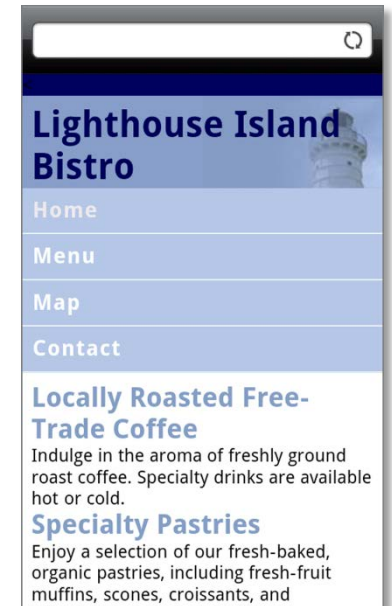 Lighthouse Island
Bistro
Home
Menu
Map
Contact
Locally Roasted Free-
Trade Coffee
Indulge in the aroma of freshly ground
roast coffee. Specialty drinks are available
hot or cold.
Specialty Pastries
Enjoy a selection of our fresh-baked,
organic pastries, including fresh-fruit
muffins, scones, croissants, and